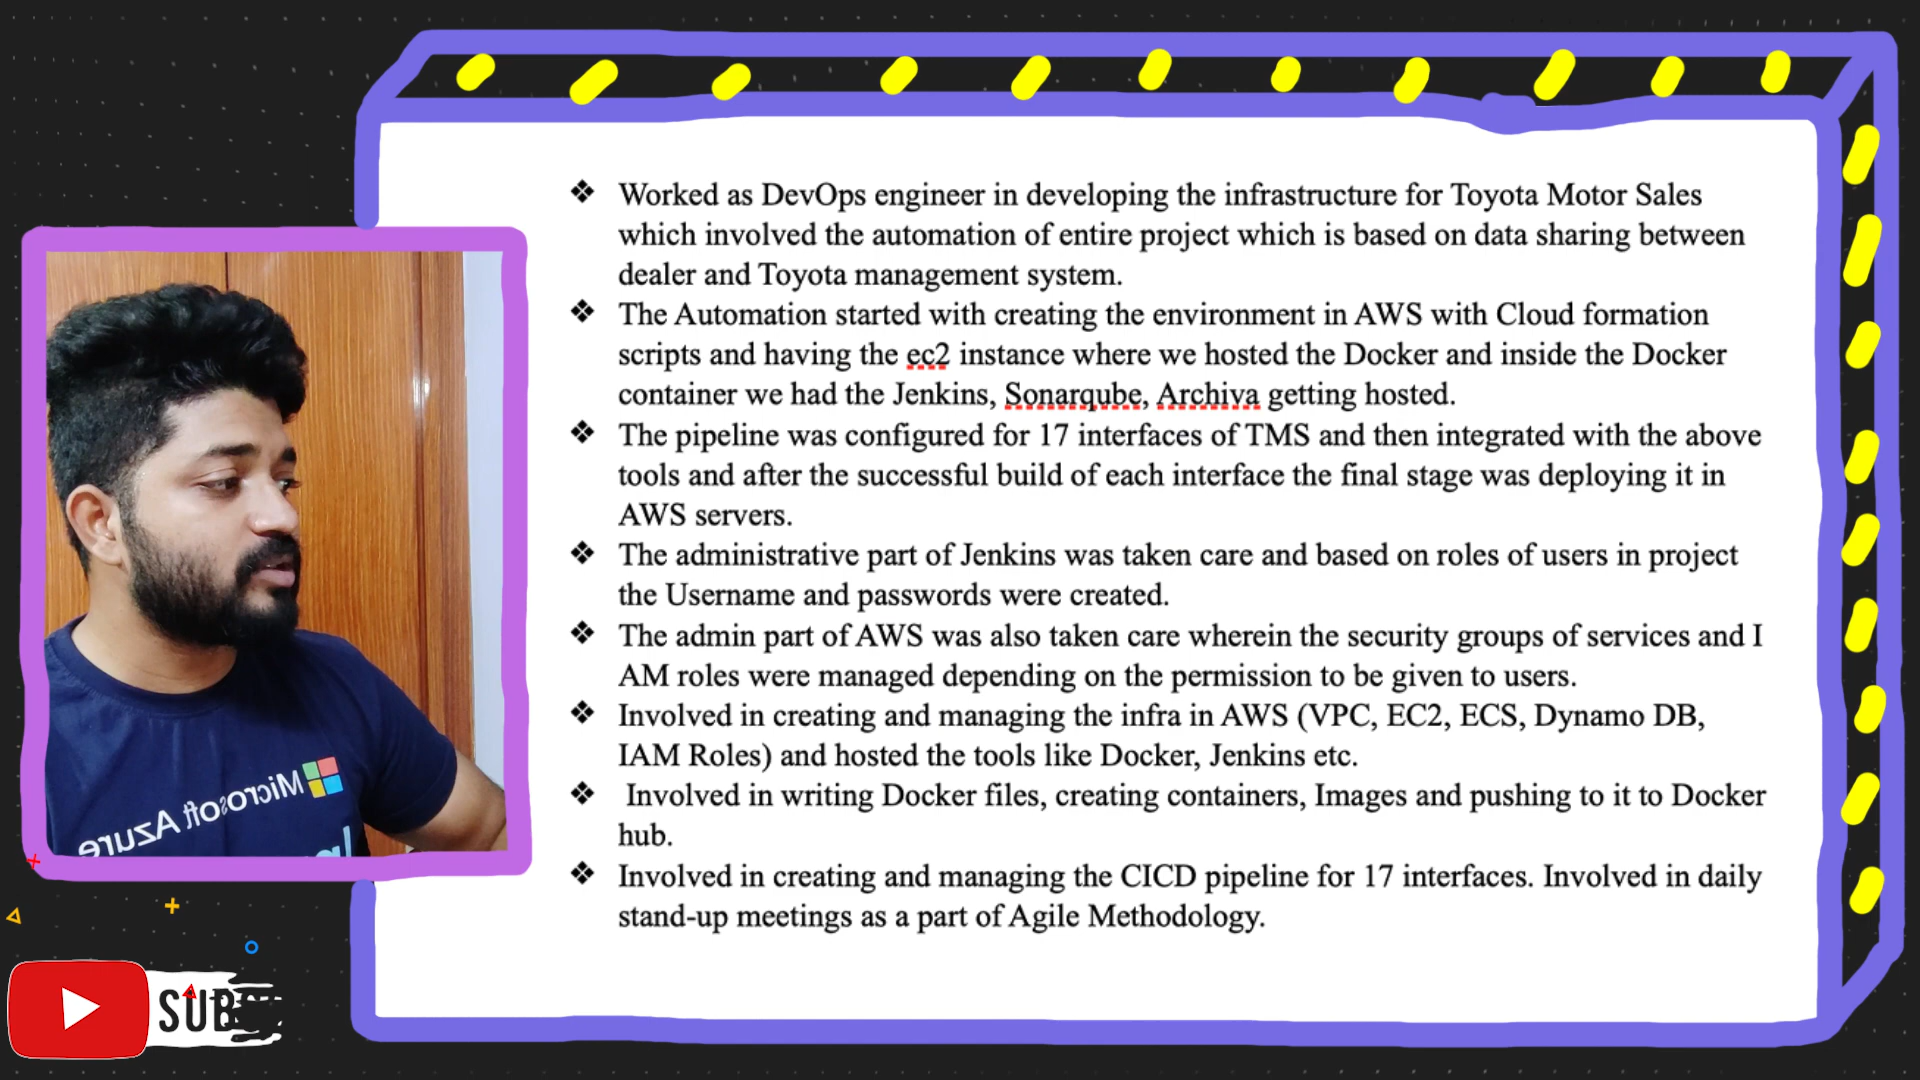 ❖ Worked as DevOps engineer in developing the infrastructure for Toyota Motor Sales
which involved the automation of entire project which is based on data sharing between
dealer and Toyota management system.
❖ The Automation started with creating the environment in AWS with Cloud formation
scripts and having the ec2 instance where we hosted the Docker and inside the Docker
container we had the Jenkins, Sonarqube, Archiva getting hosted.
❖ The pipeline was configured for 17 interfaces of TMS and then integrated with the above
tools and after the successful build of each interface the final stage was deploying it in
AWS servers.
❖ The administrative part of Jenkins was taken care and based on roles of users in project
the Username and passwords were created.
❖ The admin part of AWS was also taken care wherein the security groups of services and I
AM roles were managed depending on the permission to be given to users.
❖ Involved in creating and managing the infra in AWS (VPC, EC2, ECS, Dynamo DB,
IAM Roles) and hosted the tools like Docker, Jenkins etc.
❖ Involved in writing Docker files, creating containers, Images and pushing to it to Docker
hub.
❖ Involved in creating and managing the CICD pipeline for 17 interfaces. Involved in daily
stand-up meetings as a part of Agile Methodology.
Microsoft Azure
SUB